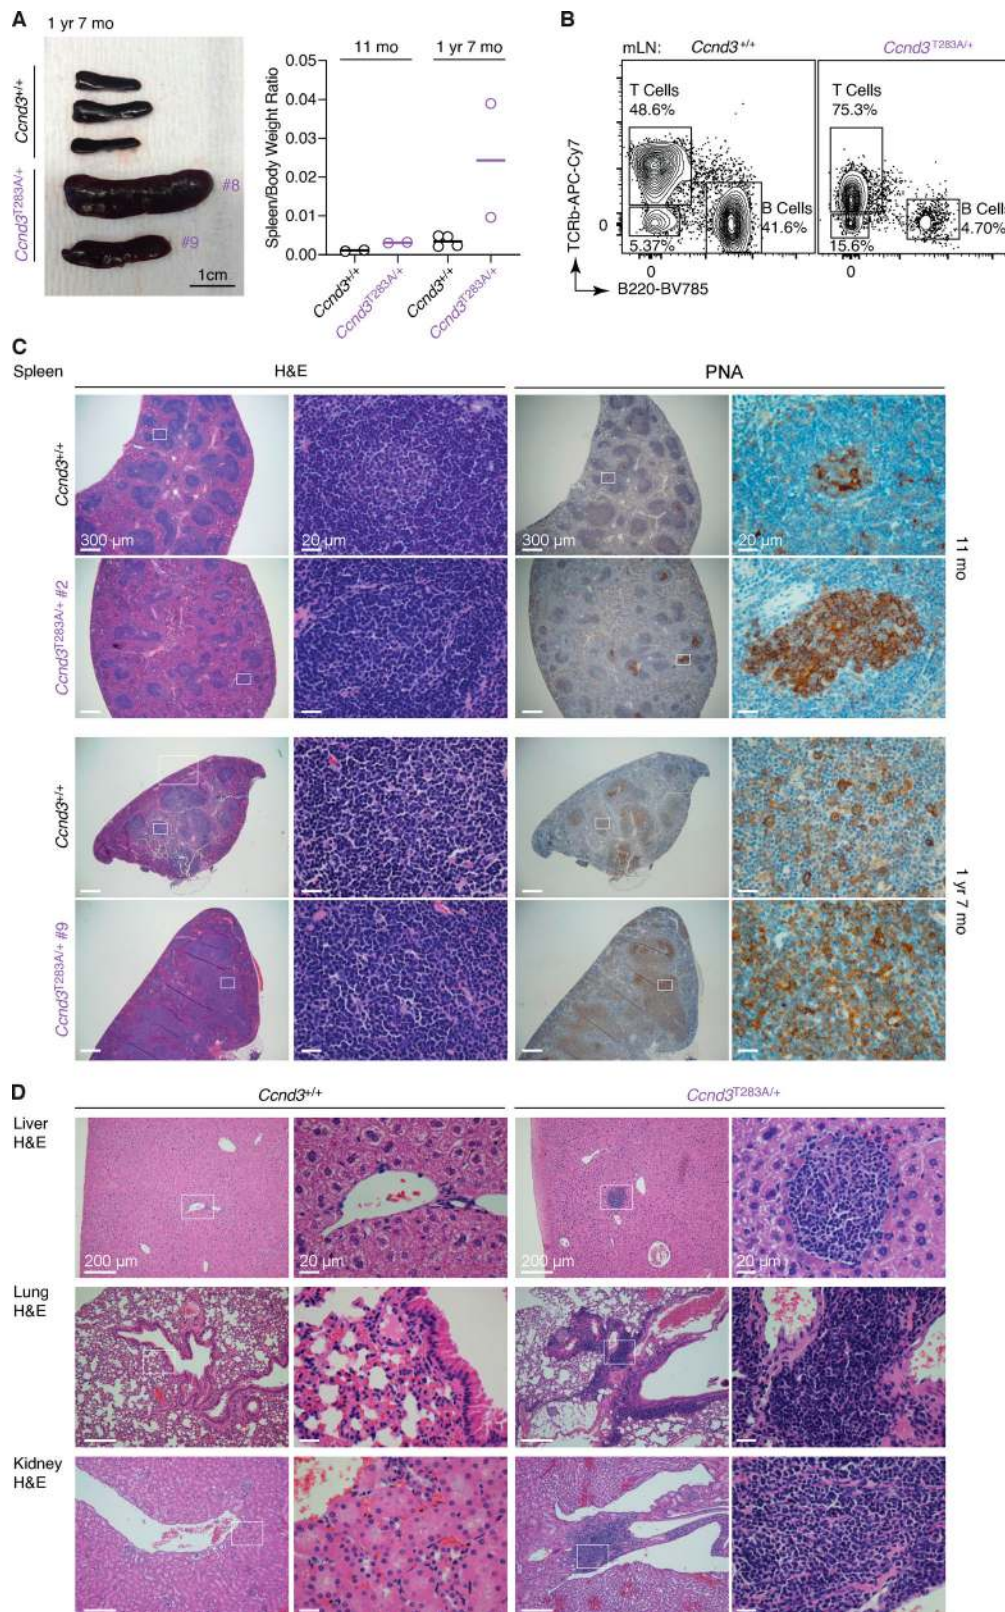 A
1 yr 7 mo
Ccnd3+/+
Ccnd3T283A/+
#8
#9
1cm
Spleen/Body Weight Ratio
11 mo
1 yr 7 mo
0.05
0.04
0.03
0.02
0.01
0.00
Ccnd3+/+
Ccnd3T283A/+
Ccnd3+/+
Ccnd3T283A/+
B
mLN:
Ccnd3+/+
Ccnd3T283A/+
TCRb-APC-Cy7
T Cells
48.6%
B Cells
41.6%
5.37%
0
0
T Cells
75.3%
B Cells
4.70%
15.6%
0
B220-BV785
C
Spleen
H&E
PNA
Ccnd3+/+
300 µm
20 µm
300 µm
20 µm
Ccnd3T283A/+ #2
11 mo
Ccnd3+/+
Ccnd3T283A/+ #9
1 yr 7 mo
D
Ccnd3+/+
Ccnd3T283A/+
Liver
H&E
200 µm
20 µm
200 µm
20 µm
Lung
H&E
Kidney
H&E